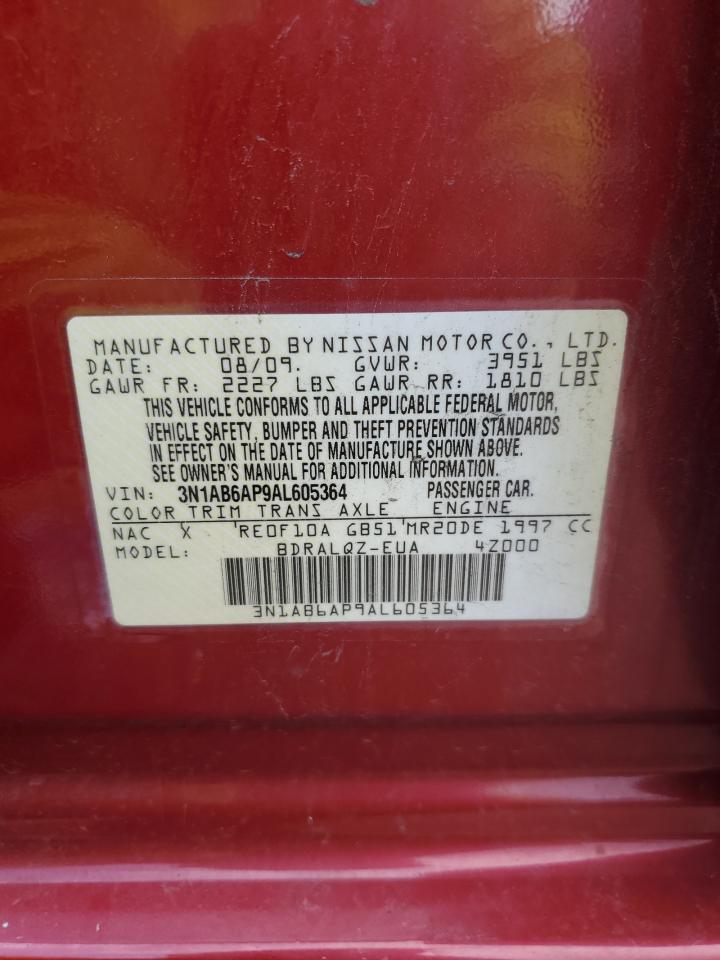 MANUFACTURED BY NISSAN MOTOR CO., LTD.
DATE: 08/09. GVWR: 3951 LBS
GAWR FR: 2227 LBS GAWR RR: 1810 LBS
THIS VEHICLE CONFORMS TO ALL APPLICABLE FEDERAL MOTOR,
VEHICLE SAFETY, BUMPER AND THEFT PREVENTION STANDARDS
IN EFFECT ON THE DATE OF MANUFACTURE SHOWN ABOVE.
SEE OWNER'S MANUAL FOR ADDITIONAL INFORMATION.
VIN: 3N1AB6AP9AL605364 PASSENGER CAR.
COLOR TRIM TRANS AXLE ENGINE
NAC X RE0F10A GB51 MR20DE 1997 CC
MODEL: BDRALQZ-EUA 4Z000
3N1AB6AP9AL605364